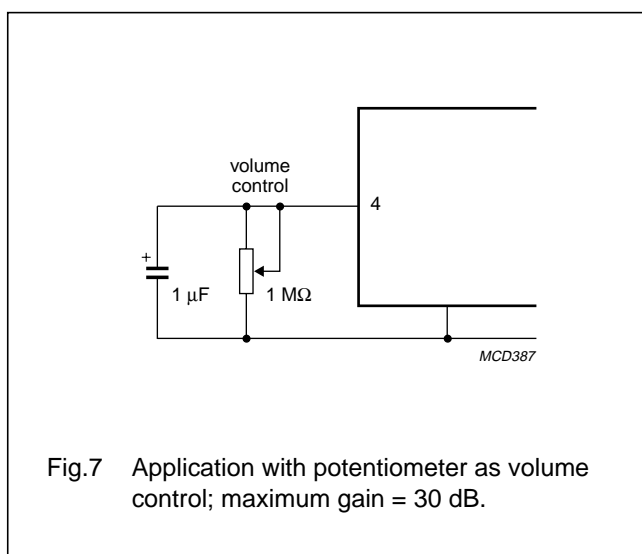 volume
control
4
+
1 μF
1 MΩ
MCD387
Fig.7 Application with potentiometer as volume
control; maximum gain = 30 dB.